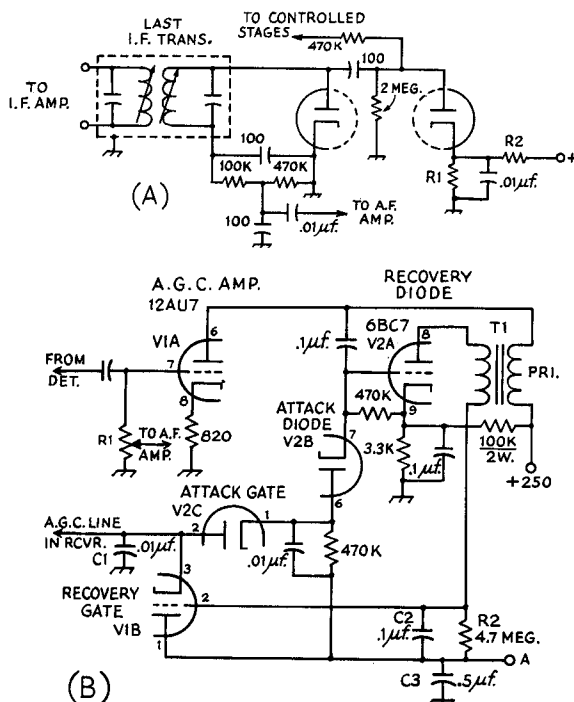 TO CONTROLLED
STAGES
470K
LAST
I.F. TRANS.
100
TO
I.F. AMP.
2 MEG.
R2
+
100
100K
470K
R1
.01µf.
(A)
100
.01µf.
TO A.F.
AMP.
A.G.C. AMP.
12AU7
RECOVERY
DIODE
6
.1µf.
6BC7
V2A
8
T1
V1A
FROM
DET.
7
8
PRI.
470K
9
ATTACK
DIODE
V2B
7
R1
TO A.F.
AMP.
820
3.3K
.1µf.
100K
2W.
+250
6
ATTACK GATE
V2C
2
1
A.G.C. LINE
IN RCVR.
.01µf.
C1
.01µf.
470K
3
RECOVERY
GATE
V1B
2
1
C2
.1µf.
R2
4.7 MEG.
A
C3
.5µf.
(B)